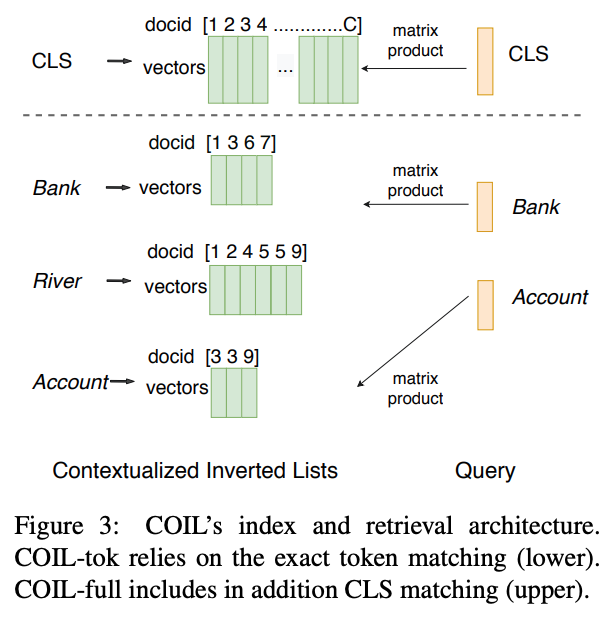 docid [1 2 3 4 .............C]
CLS
vectors
...
matrix
product
CLS
docid [1 3 6 7]
Bank
vectors
matrix
product
Bank
docid [1 2 4 5 5 9]
River
vectors
Account
docid [3 3 9]
Account
vectors
matrix
product
Contextualized Inverted Lists
Query
Figure 3: COIL's index and retrieval architecture.
COIL-tok relies on the exact token matching (lower).
COIL-full includes in addition CLS matching (upper).